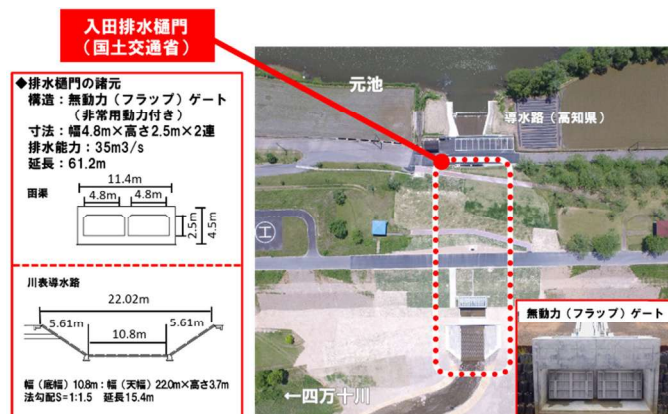 入田排水樋門
（国土交通省）
◆排水樋門の諸元
構造：無動力（フラップ）ゲート
（非常用動力付き）
寸法：幅4.8m×高さ2.5m×2連
排水能力：35m3/s
延長：61.2m
函渠
11.4m
4.8m
4.8m
2.5m
4.5m
川表導水路
22.02m
5.61m
5.61m
10.8m
幅（底幅）10.8m：幅（天幅）22.0m×高さ3.7m
法勾配S=1:1.5　延長15.4m
元池
導水路（高知県）
㊤
←四万十川
無動力（フラップ）ゲート